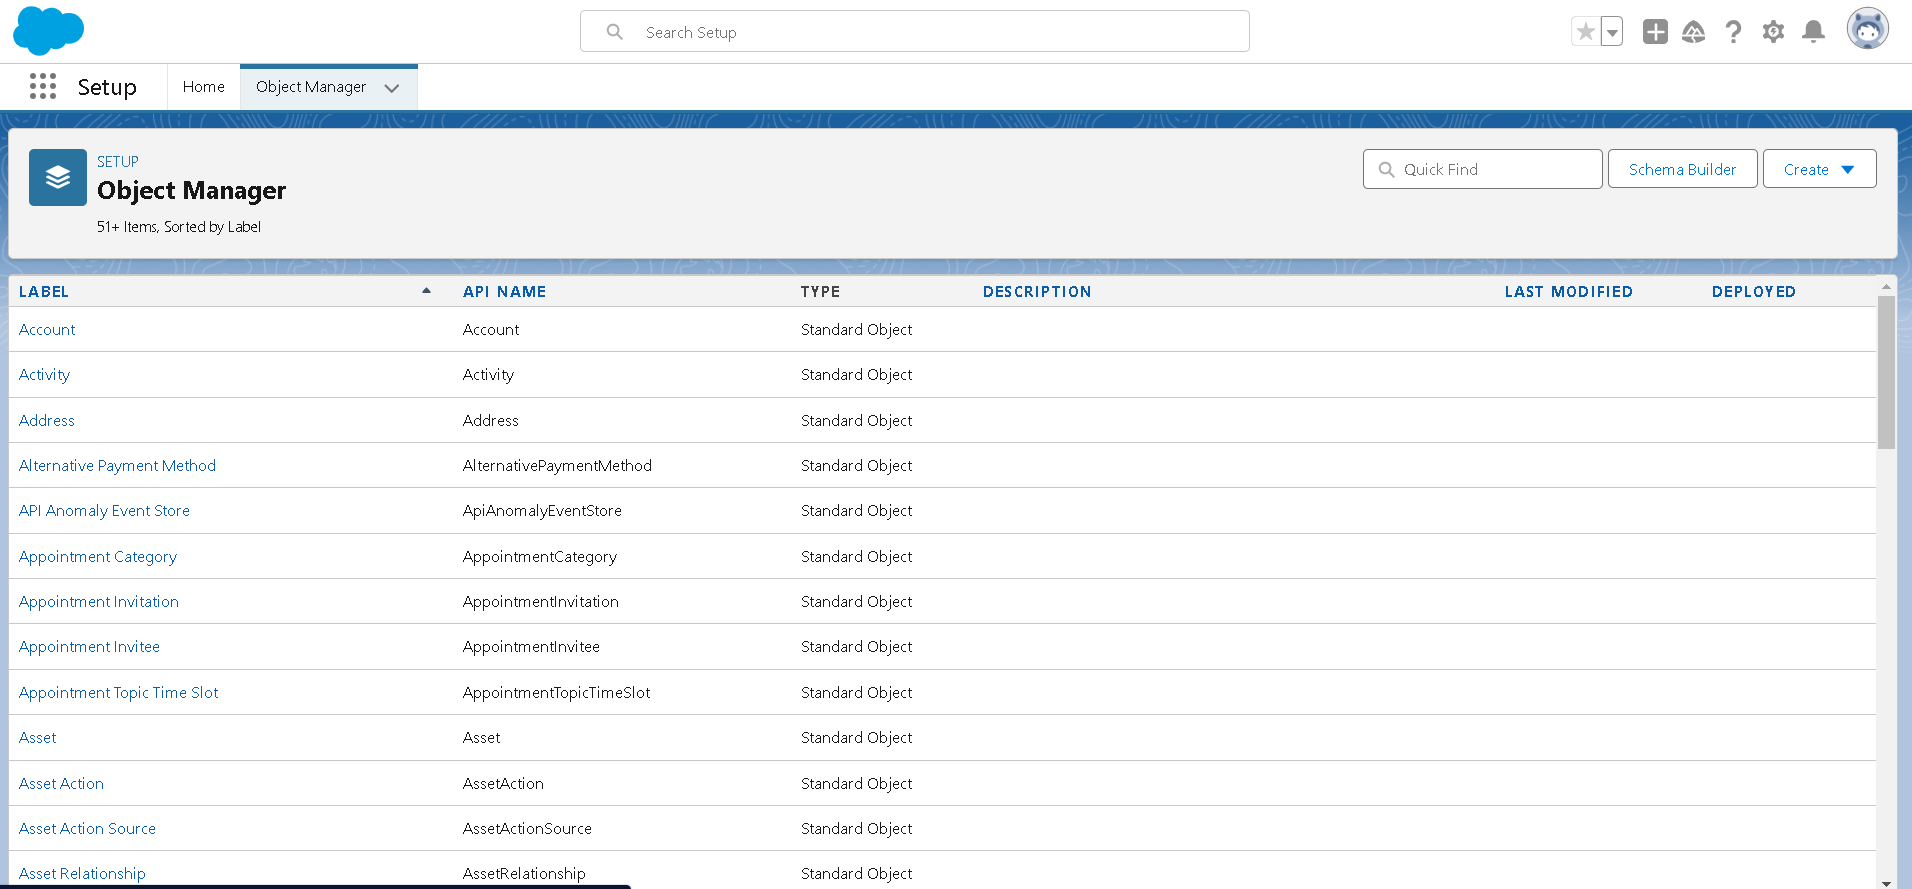 Search Setup
Setup
Home
Object Manager
SETUP
Object Manager
51+ Items, Sorted by Label
Quick Find
Schema Builder
Create
LABEL API NAME TYPE DESCRIPTION LAST MODIFIED DEPLOYED
Account Account Standard Object
Activity Activity Standard Object
Address Address Standard Object
Alternative Payment Method AlternativePaymentMethod Standard Object
API Anomaly Event Store ApiAnomalyEventStore Standard Object
Appointment Category AppointmentCategory Standard Object
Appointment Invitation AppointmentInvitation Standard Object
Appointment Invitee AppointmentInvitee Standard Object
Appointment Topic Time Slot AppointmentTopicTimeSlot Standard Object
Asset Asset Standard Object
Asset Action AssetAction Standard Object
Asset Action Source AssetActionSource Standard Object
Asset Relationship AssetRelationship Standard Object